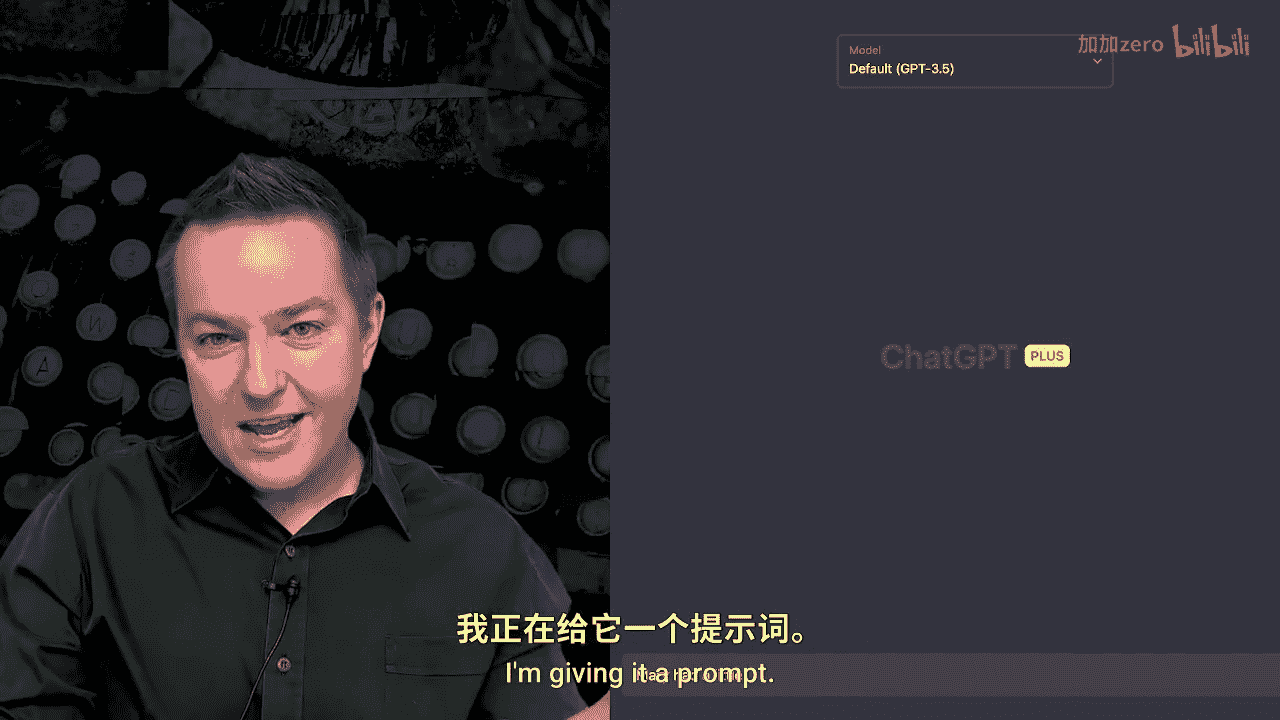 加加zero bilibili
Model
Default (GPT-3.5)
ChatGPT PLUS
我正在给它一个提示词。
I'm giving it a prompt.